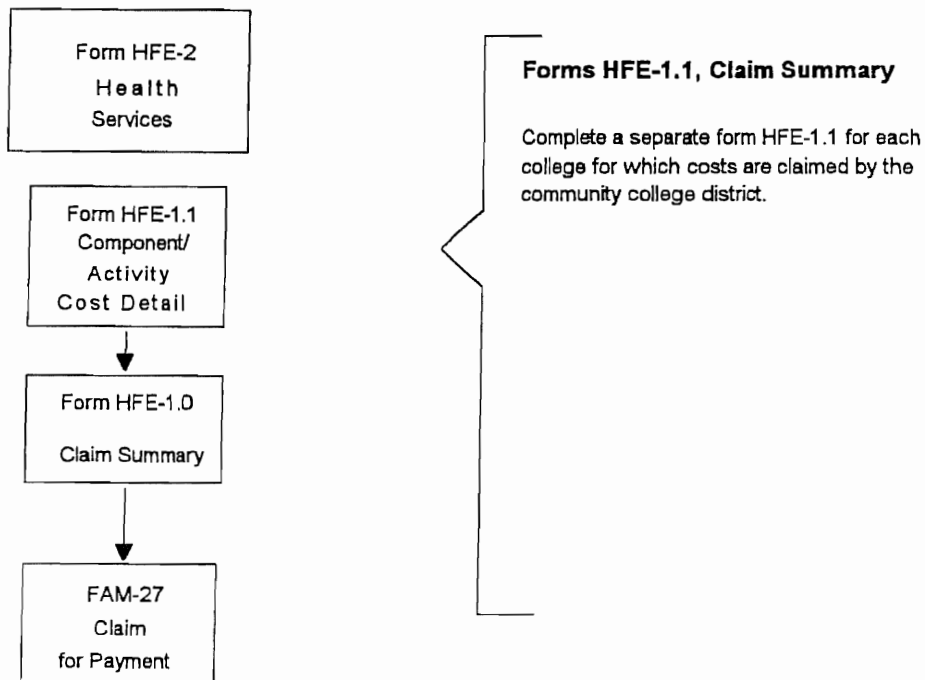 Form HFE-2
Health
Services
Form HFE-1.1
Component/
Activity
Cost Detail
Form HFE-1.0
Claim Summary
FAM-27
Claim
for Payment
Forms HFE-1.1, Claim Summary
Complete a separate form HFE-1.1 for each
college for which costs are claimed by the
community college district.